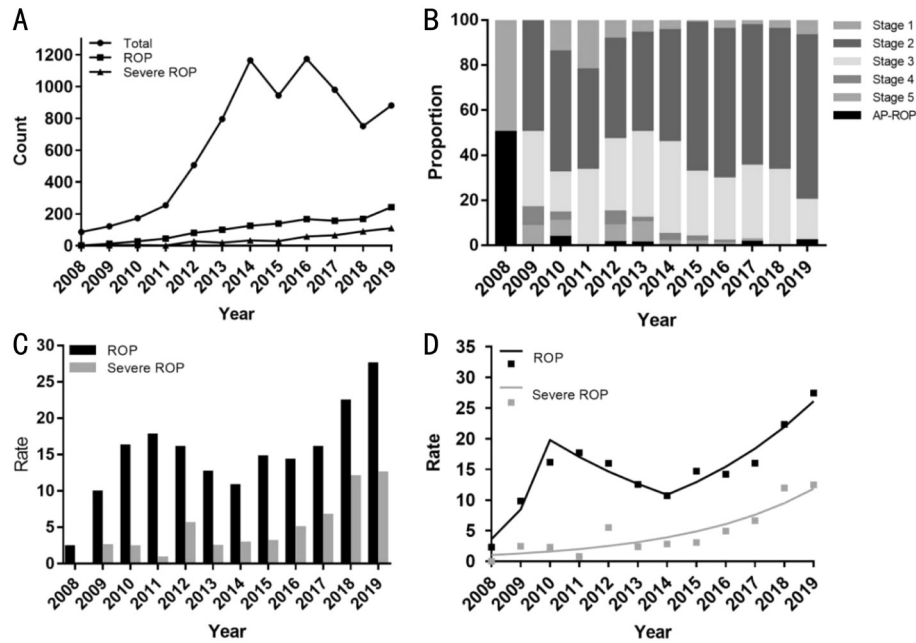 A
Total
ROP
Severe ROP
1200
1000
800
600
400
200
0
Count
2008 2009 2010 2011 2012 2013 2014 2015 2016 2017 2018 2019
Year
B
100
80
60
40
20
0
Proportion
Stage 1
Stage 2
Stage 3
Stage 4
Stage 5
AP-ROP
2008 2009 2010 2011 2012 2013 2014 2015 2016 2017 2018 2019
Year
C
ROP
Severe ROP
30
25
20
15
10
5
0
Rate
2008 2009 2010 2011 2012 2013 2014 2015 2016 2017 2018 2019
Year
D
ROP
Severe ROP
35
30
25
20
15
10
5
0
Rate
2008 2009 2010 2011 2012 2013 2014 2015 2016 2017 2018 2019
Year